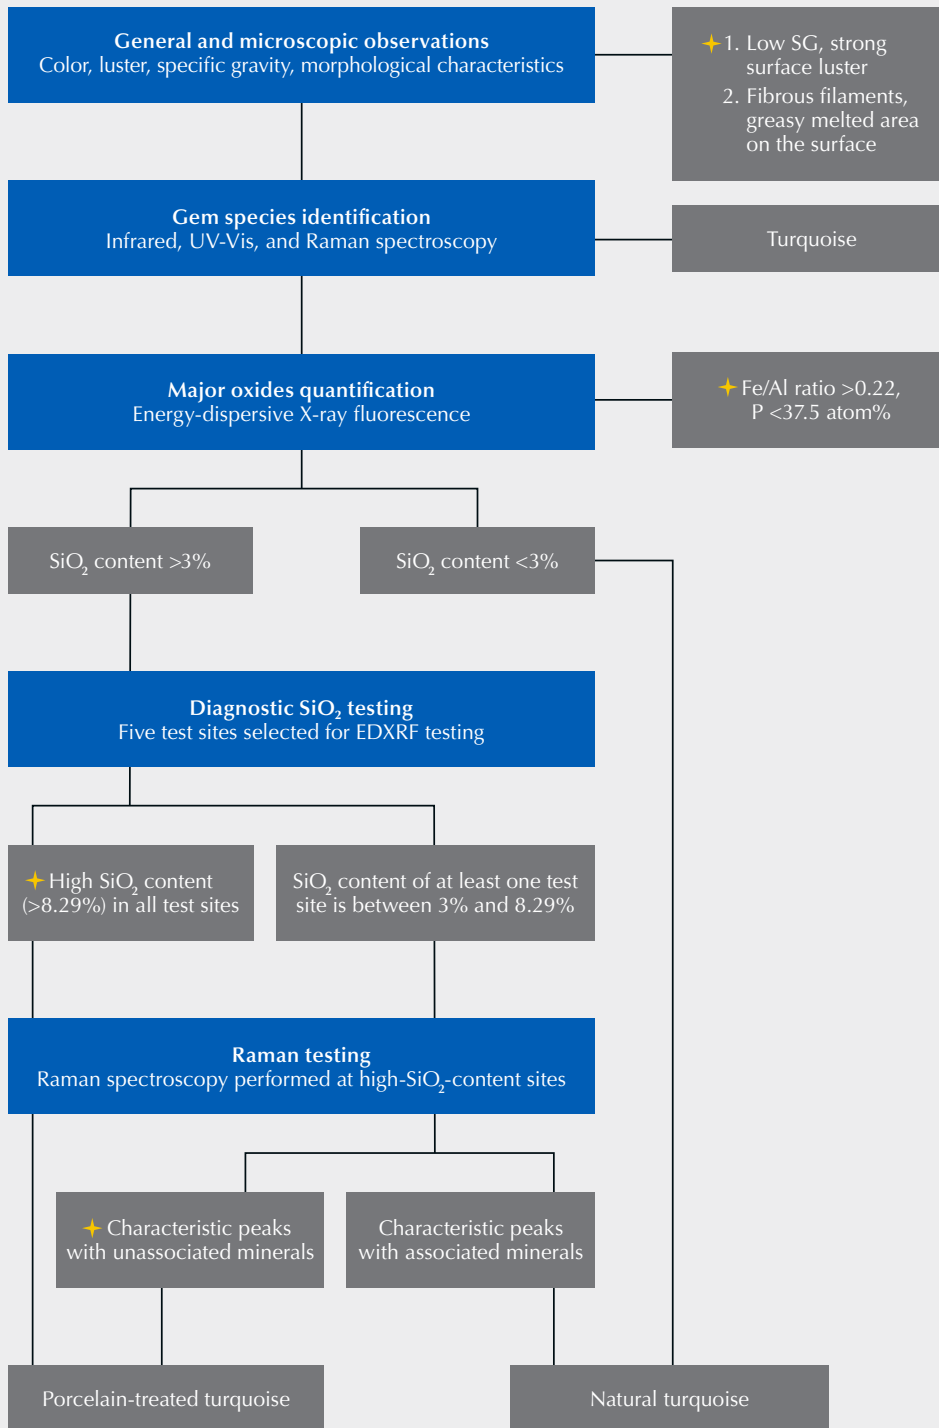 General and microscopic observations
Color, luster, specific gravity, morphological characteristics
1. Low SG, strong
surface luster
2. Fibrous filaments,
greasy melted area
on the surface
Gem species identification
Infrared, UV-Vis, and Raman spectroscopy
Turquoise
Major oxides quantification
Energy-dispersive X-ray fluorescence
Fe/Al ratio >0.22,
P <37.5 atom%
SiO₂ content >3%
SiO₂ content <3%
Diagnostic SiO₂ testing
Five test sites selected for EDXRF testing
High SiO₂ content
(>8.29%) in all test sites
SiO₂ content of at least one test
site is between 3% and 8.29%
Raman testing
Raman spectroscopy performed at high-SiO₂-content sites
Characteristic peaks
with unassociated minerals
Characteristic peaks
with associated minerals
Porcelain-treated turquoise
Natural turquoise